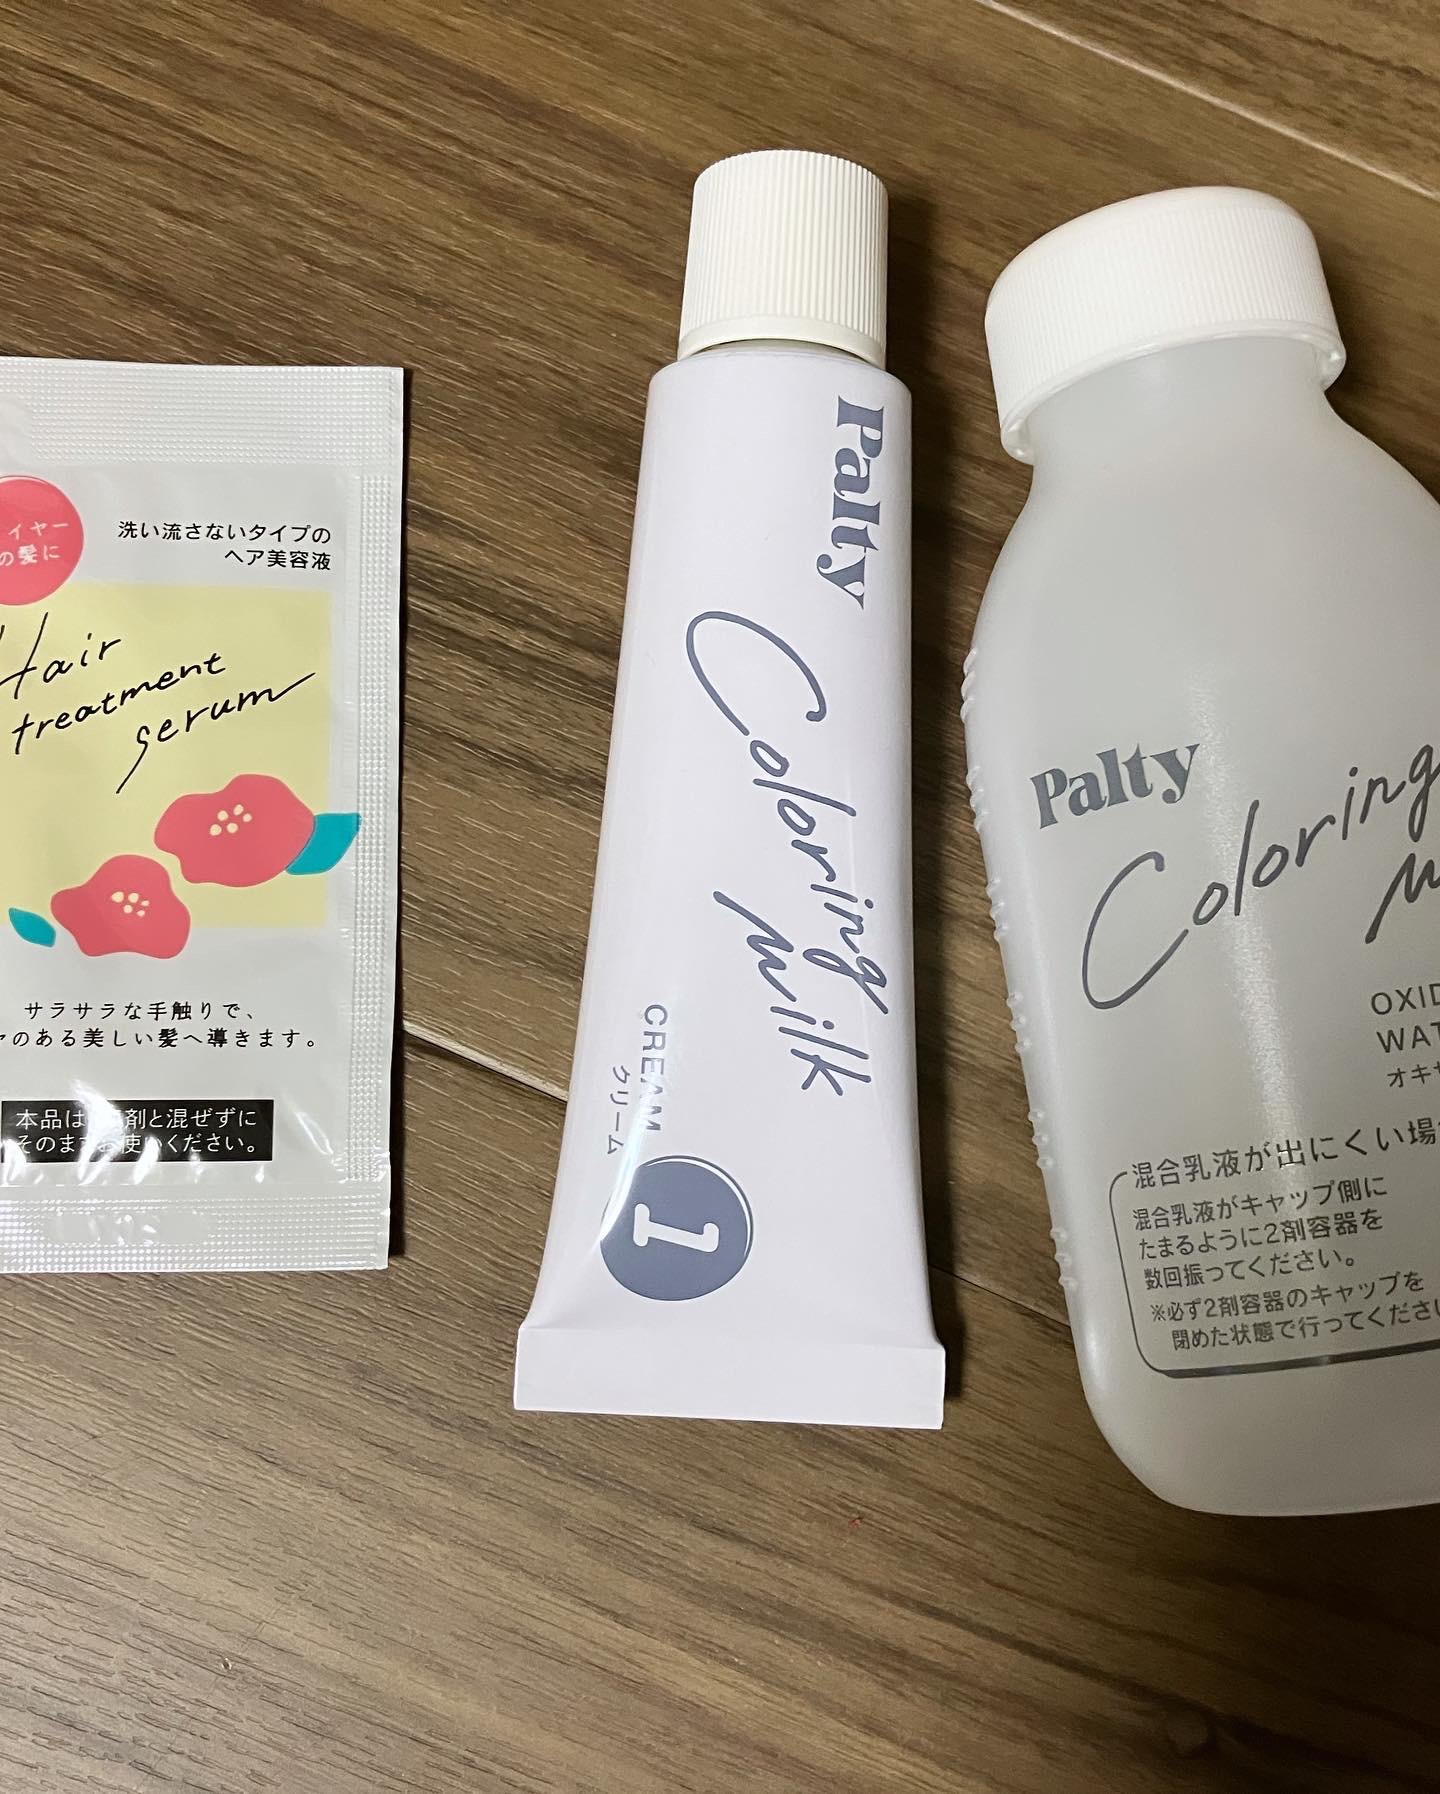 イヤー
の髪に
洗い流さないタイプの
ヘア美容液
Hair
treatment
serum
サラサラな手触りで、
のある美しい髪へ導きます。
本品は 剤と混ぜずに
そのまま お使いください。
Palty
Coloring
milk
CREAM
クリーム
1
Palty
Coloring
OXID
WAT
オキ
混合乳液が出にくい場
混合乳液がキャップ側に
たまるように2剤容器を
数回振ってください。
※必ず2剤容器のキャップを
閉めた状態で行ってくださ